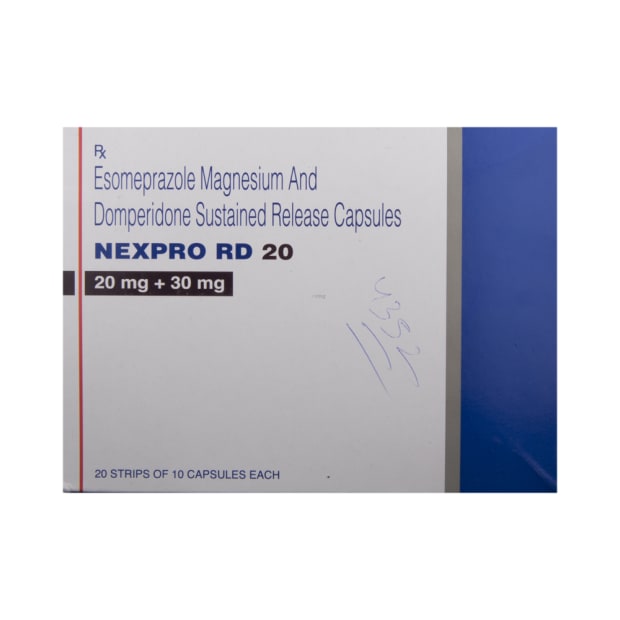 Rx
Esomeprazole Magnesium And
Domperidone Sustained Release Capsules
NEXPRO RD 20
20 mg + 30 mg
20 STRIPS OF 10 CAPSULES EACH